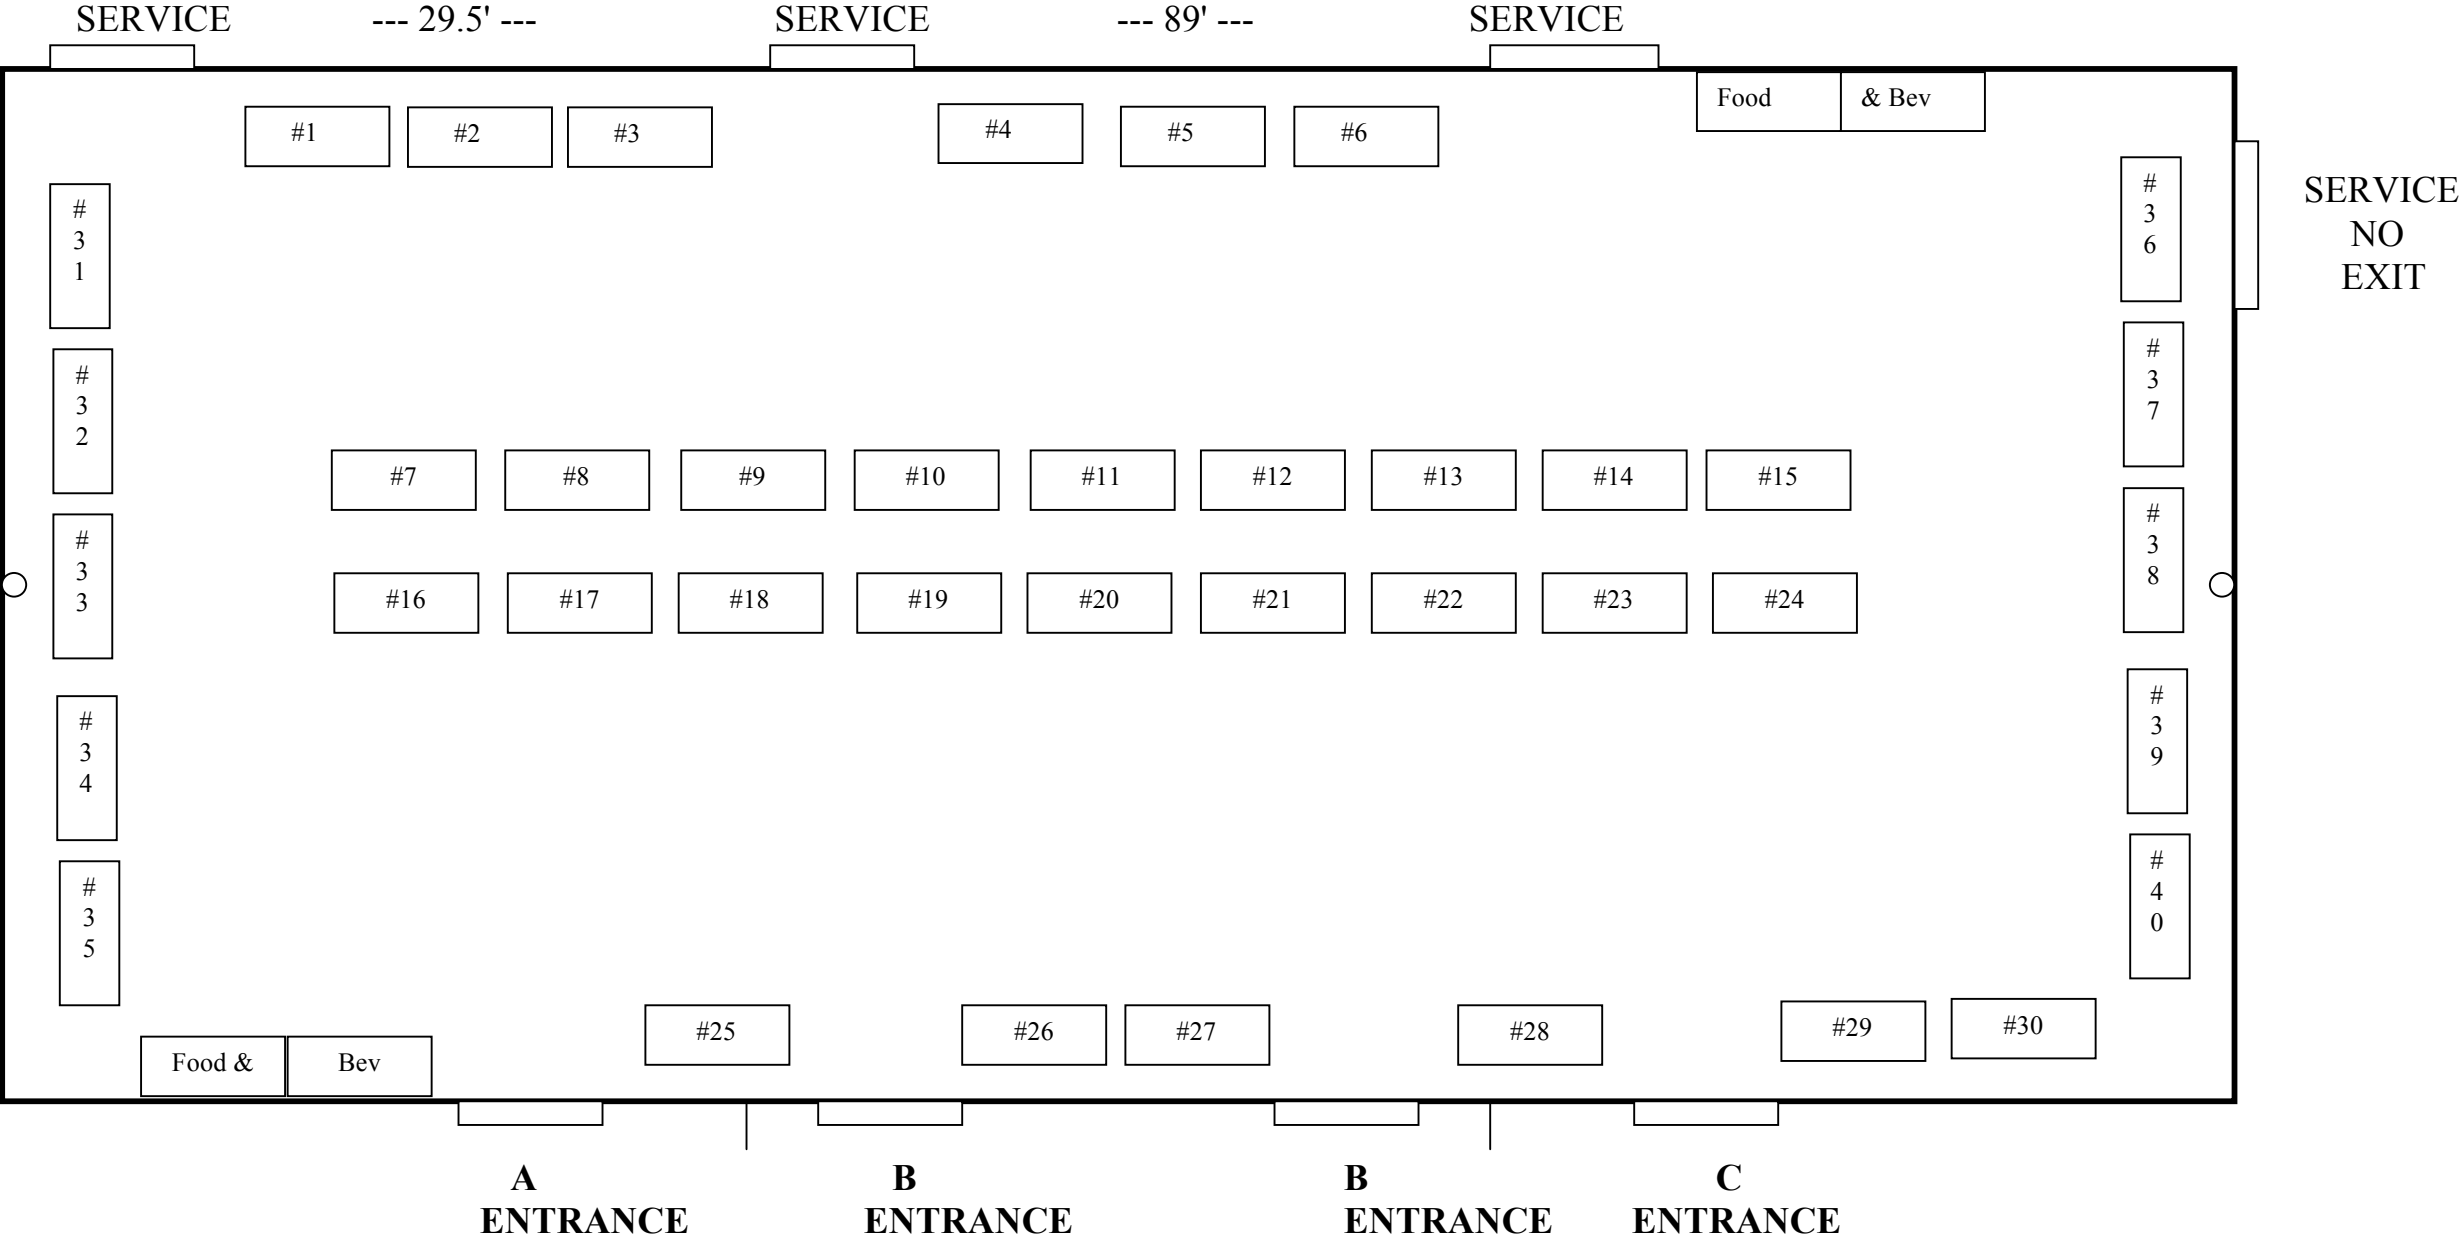 SERVICE --- 29.5' --- SERVICE --- 89' --- SERVICE
Food & Bev
#1 #2 #3 #4 #5 #6
SERVICE
NO
EXIT
#
3
1
#
3
6
#
3
2
#
3
7
#7 #8 #9 #10 #11 #12 #13 #14 #15
#
3
3
#
3
8
#16 #17 #18 #19 #20 #21 #22 #23 #24
#
3
4
#
3
9
#
3
5
#
4
0
#25 #26 #27 #28 #29 #30
Food & Bev
A B B C
ENTRANCE ENTRANCE ENTRANCE ENTRANCE